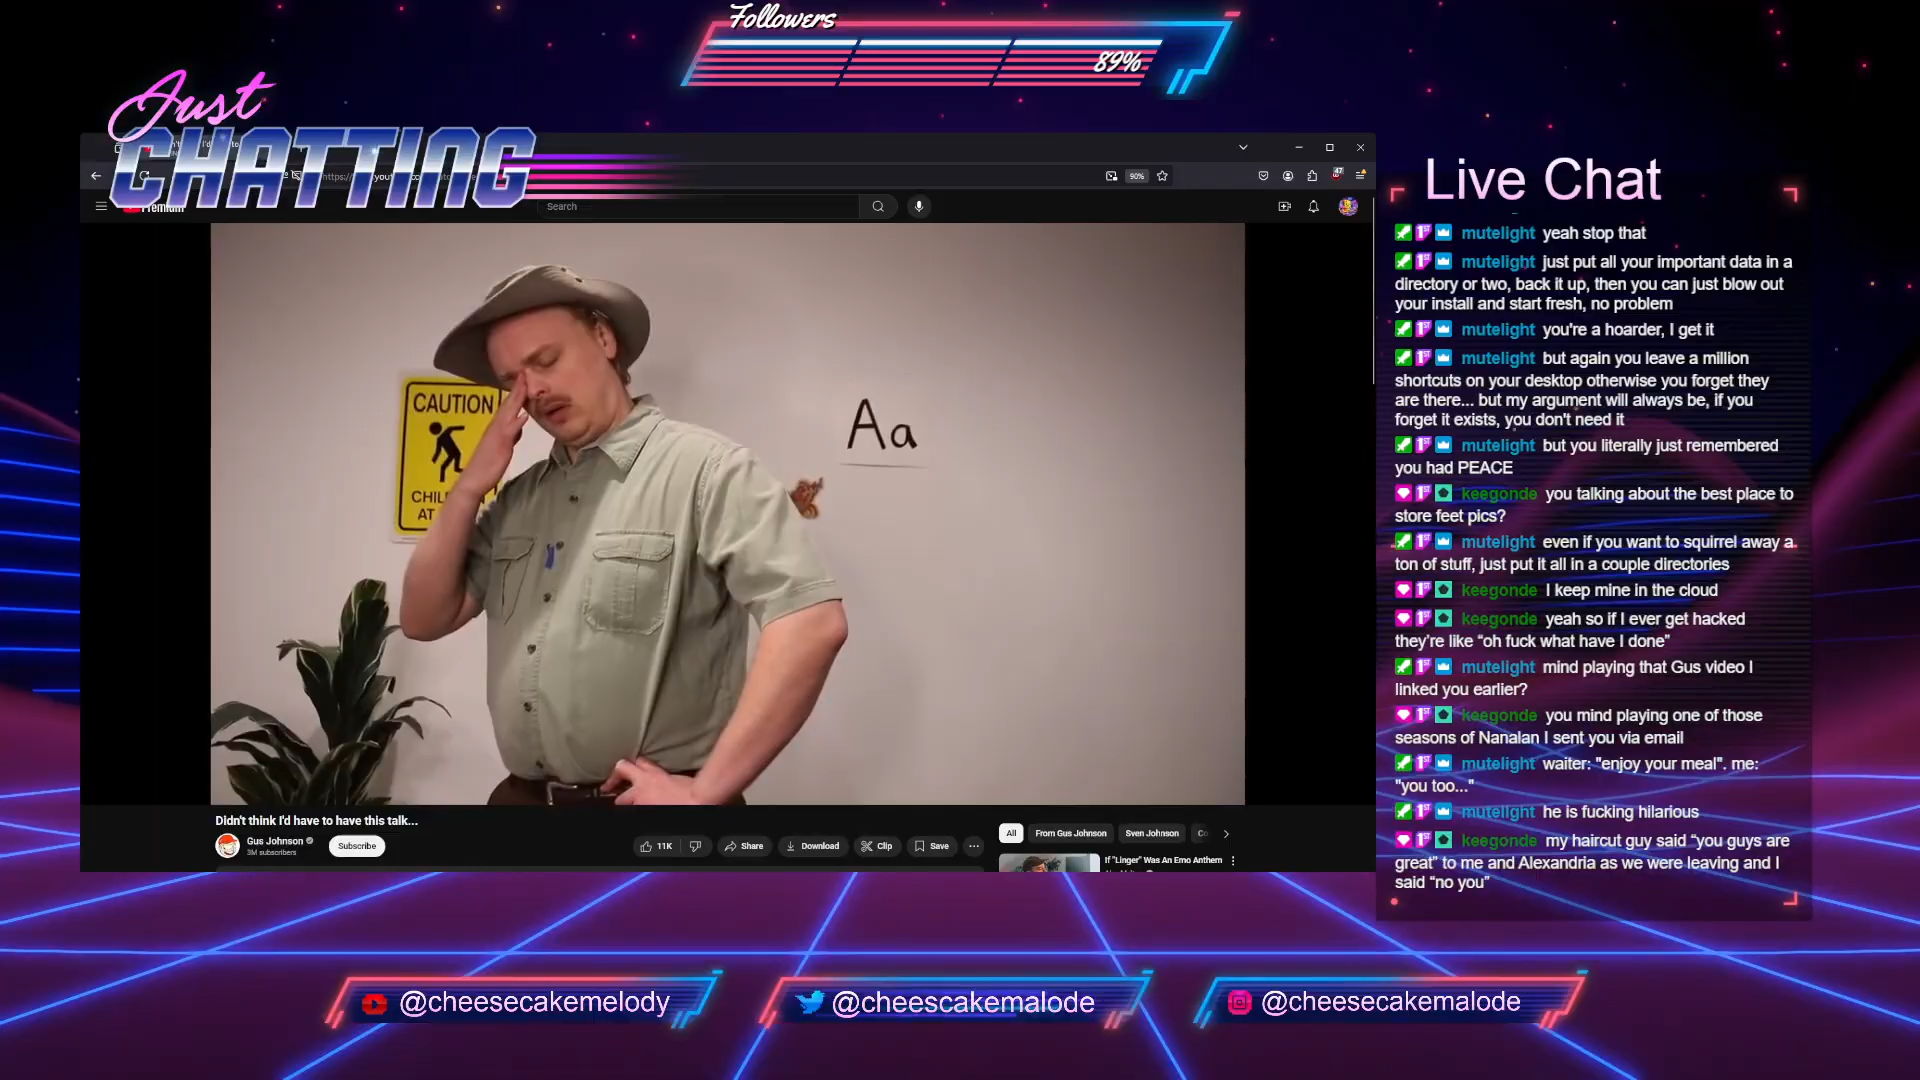 Followers
89%
Just
CHATTING
90%
47
Premium
Search
CAUTION
CHIL
AT
Aa
Didn't think I'd have to have this talk...
Gus Johnson
3M subscribers
Subscribe
11K
Share
Download
Clip
Save
All
From Gus Johnson
Sven Johnson
If "Linger" Was An Emo Anthem
Live Chat
mutelight yeah stop that
mutelight just put all your important data in a
directory or two, back it up, then you can just blow out
your install and start fresh, no problem
mutelight you're a hoarder, I get it
mutelight but again you leave a million
shortcuts on your desktop otherwise you forget they
are there... but my argument will always be, if you
forget it exists, you don't need it
mutelight but you literally just remembered
you had PEACE
keegonde you talking about the best place to
store feet pics?
mutelight even if you want to squirrel away a
ton of stuff, just put it all in a couple directories
keegonde I keep mine in the cloud
keegonde yeah so if I ever get hacked
they're like “oh fuck what have I done”
mutelight mind playing that Gus video I
linked you earlier?
keegonde you mind playing one of those
seasons of Nanalan I sent you via email
mutelight waiter: "enjoy your meal". me:
"you too..."
mutelight he is fucking hilarious
keegonde my haircut guy said “you guys are
great” to me and Alexandria as we were leaving and I
said “no you”
@cheesecakemelody
@cheescakemalode
@cheesecakemalode